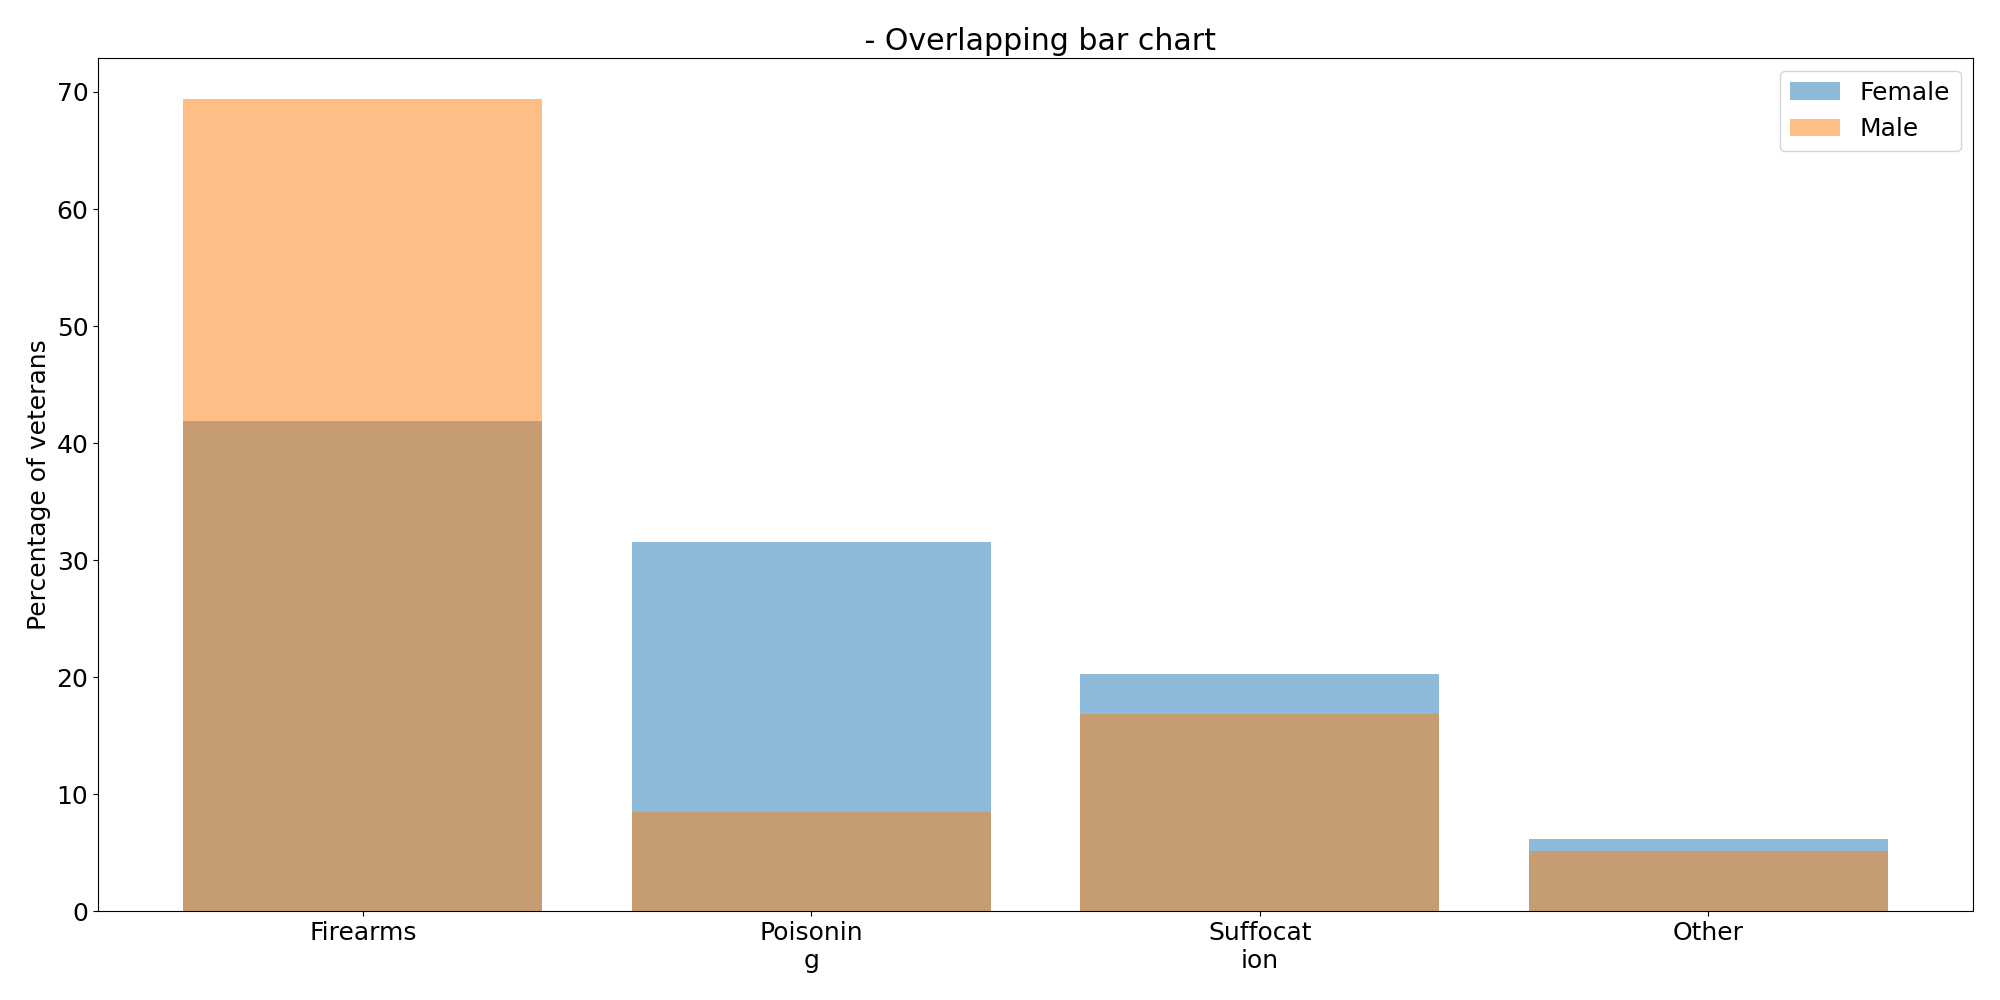 - Overlapping bar chart
Female
Male
Percentage of veterans
70
60
50
40
30
20
10
0
Firearms
Poisonin
g
Suffocat
ion
Other